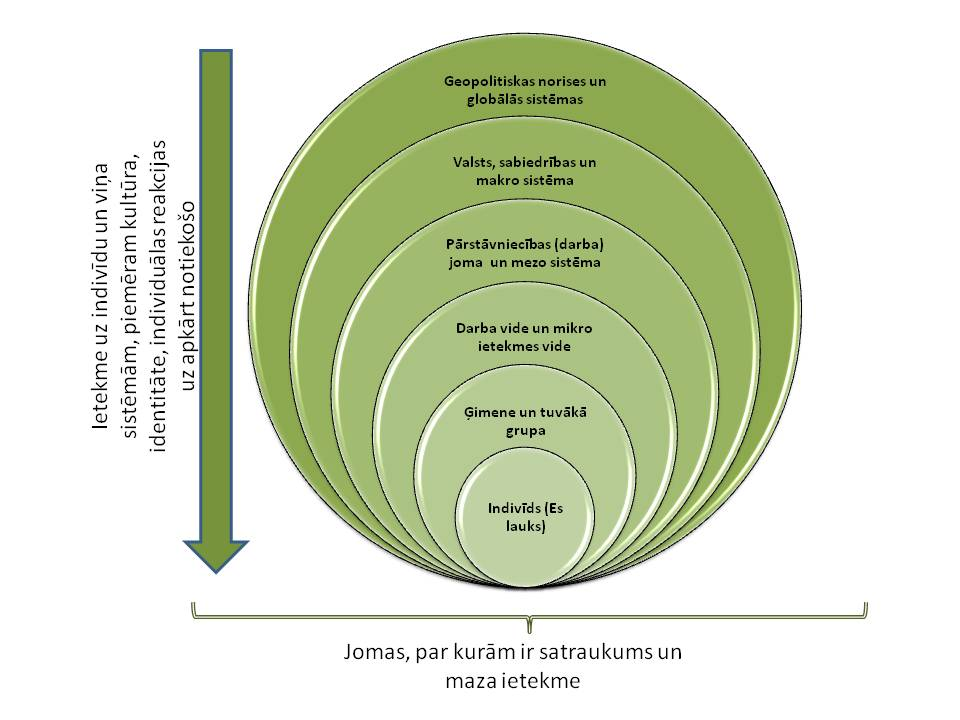 Ietekme uz indivīdu un viņa
sistēmām, piemēram kultūra,
identitāte, individuālas reakcijas
uz apkārt notiekošo
Geopolitiskas norises un
globālās sistēmas
Valsts, sabiedrības un
makro sistēma
Pārstāvniecības (darba)
joma un mezo sistēma
Darba vide un mikro
ietekmes vide
Ģimene un tuvākā
grupa
Indivīds (Es
lauks)
Jomas, par kurām ir satraukums un
maza ietekme